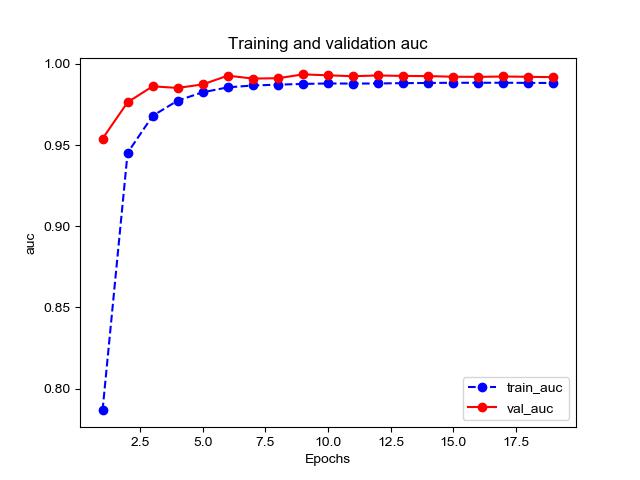 Training and validation auc
1.00
0.95
0.90
0.85
0.80
auc
2.5 5.0 7.5 10.0 12.5 15.0 17.5
Epochs
train_auc
val_auc